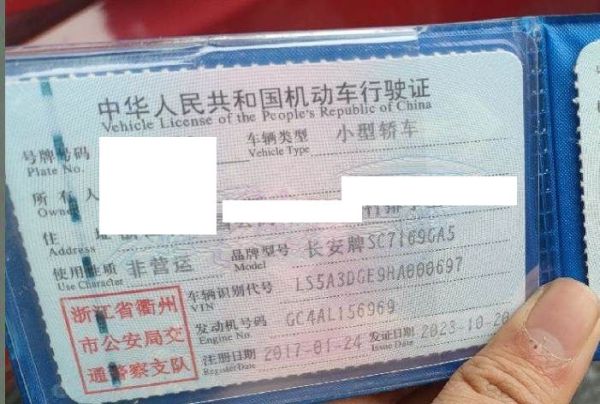 中华人民共和国机动车行驶证
Vehicle License of the People's Republic of China
号牌号码
Plate No.
车辆类型 小型轿车
Vehicle Type
所有人
Owner
住
Address
使用性质 非营运
Use Character
品牌型号 长安牌SC7169GA5
Model
车辆识别代号 LS5A3DGE9HA000697
VIN
发动机号码 GC4AL156969
Engine No.
注册日期 2017-01-24
Register Date
发证日期 2023-10-20
Issue Date
浙江省衢州
市公安局交
通警察支队